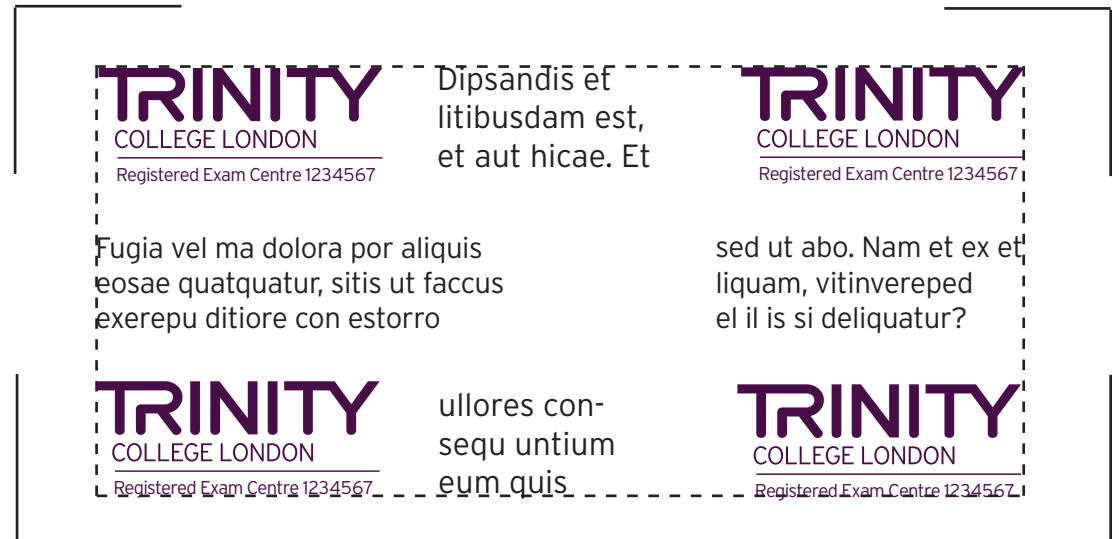 TRINITY
COLLEGE LONDON
Registered Exam Centre 1234567
Dipsandis et
litibusdam est,
et aut hicae. Et
TRINITY
COLLEGE LONDON
Registered Exam Centre 1234567
Fugia vel ma dolora por aliquis
eosae quatquatur, sitis ut faccus
exerepu ditiore con estorro
sed ut abo. Nam et ex et
liquam, vitinvereped
el il is si deliquatur?
TRINITY
COLLEGE LONDON
Registered Exam Centre 1234567
ullores con-
sequ untium
eum quis
TRINITY
COLLEGE LONDON
Registered Exam Centre 1234567